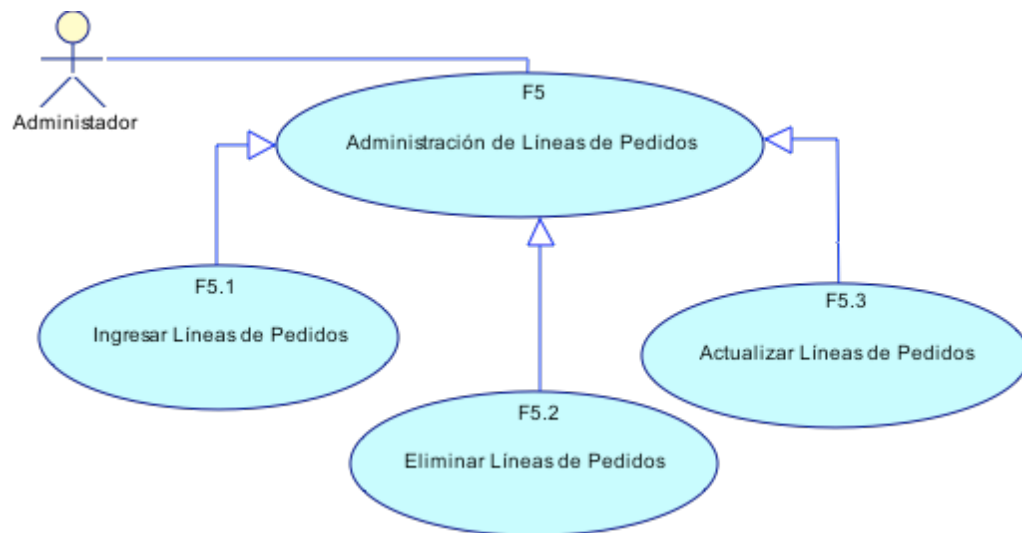 Administador
F5
Administración de Líneas de Pedidos
F5.1
Ingresar Líneas de Pedidos
F5.3
Actualizar Líneas de Pedidos
F5.2
Eliminar Líneas de Pedidos